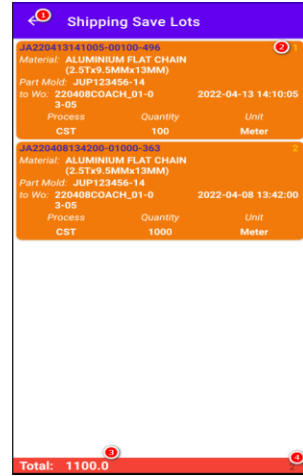 1
Shipping Save Lots
JA220413141005-00100-496 2 1
Material: ALUMINIUM FLAT CHAIN
(2.5Tx9.5MMx13MM)
Part Mold: JUP123456-14
to Wo: 220408COACH_01-0 2022-04-13 14:10:05
3-05
Process Quantity Unit
CST 100 Meter
JA220408134200-01000-363 2
Material: ALUMINIUM FLAT CHAIN
(2.5Tx9.5MMx13MM)
Part Mold: JUP123456-14
to Wo: 220408COACH_01-0 2022-04-08 13:42:00
3-05
Process Quantity Unit
CST 1000 Meter
3
4
Total: 1100.0